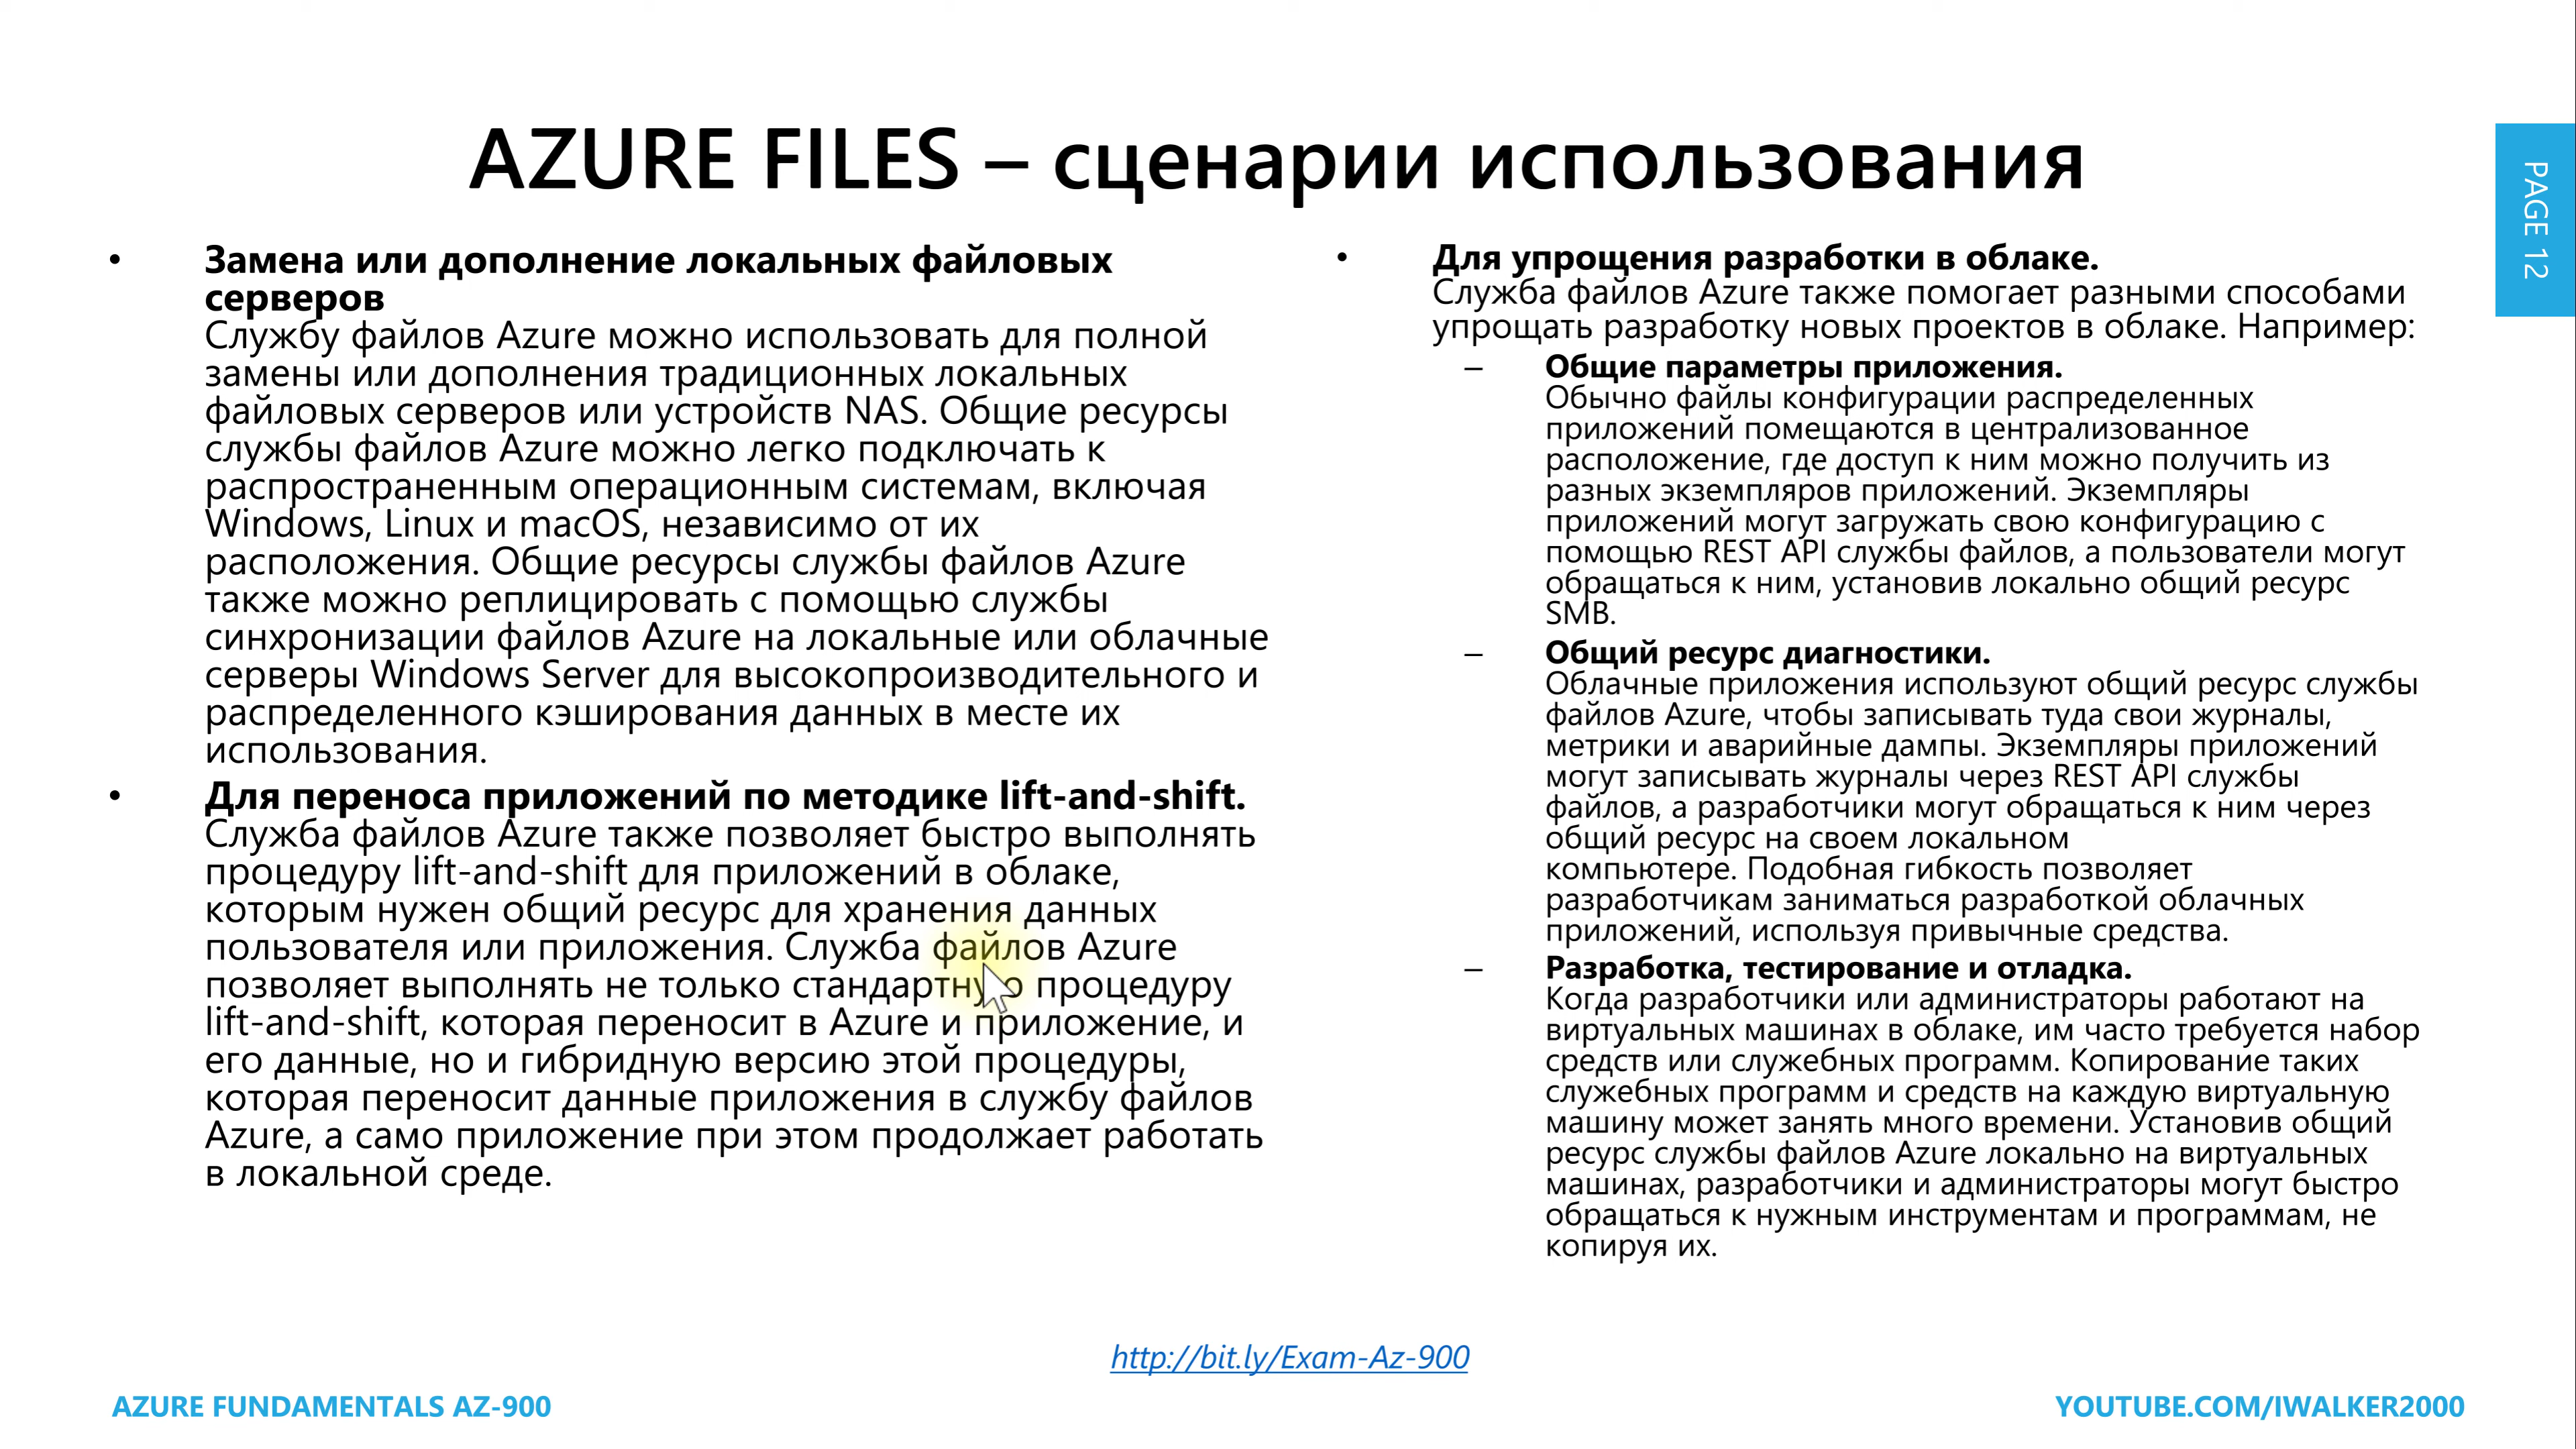 AZURE FILES – сценарии использования
PAGE 12
• Замена или дополнение локальных файловых
серверов
Службу файлов Azure можно использовать для полной
замены или дополнения традиционных локальных
файловых серверов или устройств NAS. Общие ресурсы
службы файлов Azure можно легко подключать к
распространенным операционным системам, включая
Windows, Linux и macOS, независимо от их
расположения. Общие ресурсы службы файлов Azure
также можно реплицировать с помощью службы
синхронизации файлов Azure на локальные или облачные
серверы Windows Server для высокопроизводительного и
распределенного кэширования данных в месте их
использования.
• Для переноса приложений по методике lift-and-shift.
Служба файлов Azure также позволяет быстро выполнять
процедуру lift-and-shift для приложений в облаке,
которым нужен общий ресурс для хранения данных
пользователя или приложения. Служба файлов Azure
позволяет выполнять не только стандартную процедуру
lift-and-shift, которая переносит в Azure и приложение, и
его данные, но и гибридную версию этой процедуры,
которая переносит данные приложения в службу файлов
Azure, а само приложение при этом продолжает работать
в локальной среде.
• Для упрощения разработки в облаке.
Служба файлов Azure также помогает разными способами
упрощать разработку новых проектов в облаке. Например:
– Общие параметры приложения.
Обычно файлы конфигурации распределенных
приложений помещаются в централизованное
расположение, где доступ к ним можно получить из
разных экземпляров приложений. Экземпляры
приложений могут загружать свою конфигурацию с
помощью REST API службы файлов, а пользователи могут
обращаться к ним, установив локально общий ресурс
SMB.
– Общий ресурс диагностики.
Облачные приложения используют общий ресурс службы
файлов Azure, чтобы записывать туда свои журналы,
метрики и аварийные дампы. Экземпляры приложений
могут записывать журналы через REST API службы
файлов, а разработчики могут обращаться к ним через
общий ресурс на своем локальном
компьютере. Подобная гибкость позволяет
разработчикам заниматься разработкой облачных
приложений, используя привычные средства.
– Разработка, тестирование и отладка.
Когда разработчики или администраторы работают на
виртуальных машинах в облаке, им часто требуется набор
средств или служебных программ. Копирование таких
служебных программ и средств на каждую виртуальную
машину может занять много времени. Установив общий
ресурс службы файлов Azure локально на виртуальных
машинах, разработчики и администраторы могут быстро
обращаться к нужным инструментам и программам, не
копируя их.
http://bit.ly/Exam-Az-900
AZURE FUNDAMENTALS AZ-900
YOUTUBE.COM/IWALKER2000